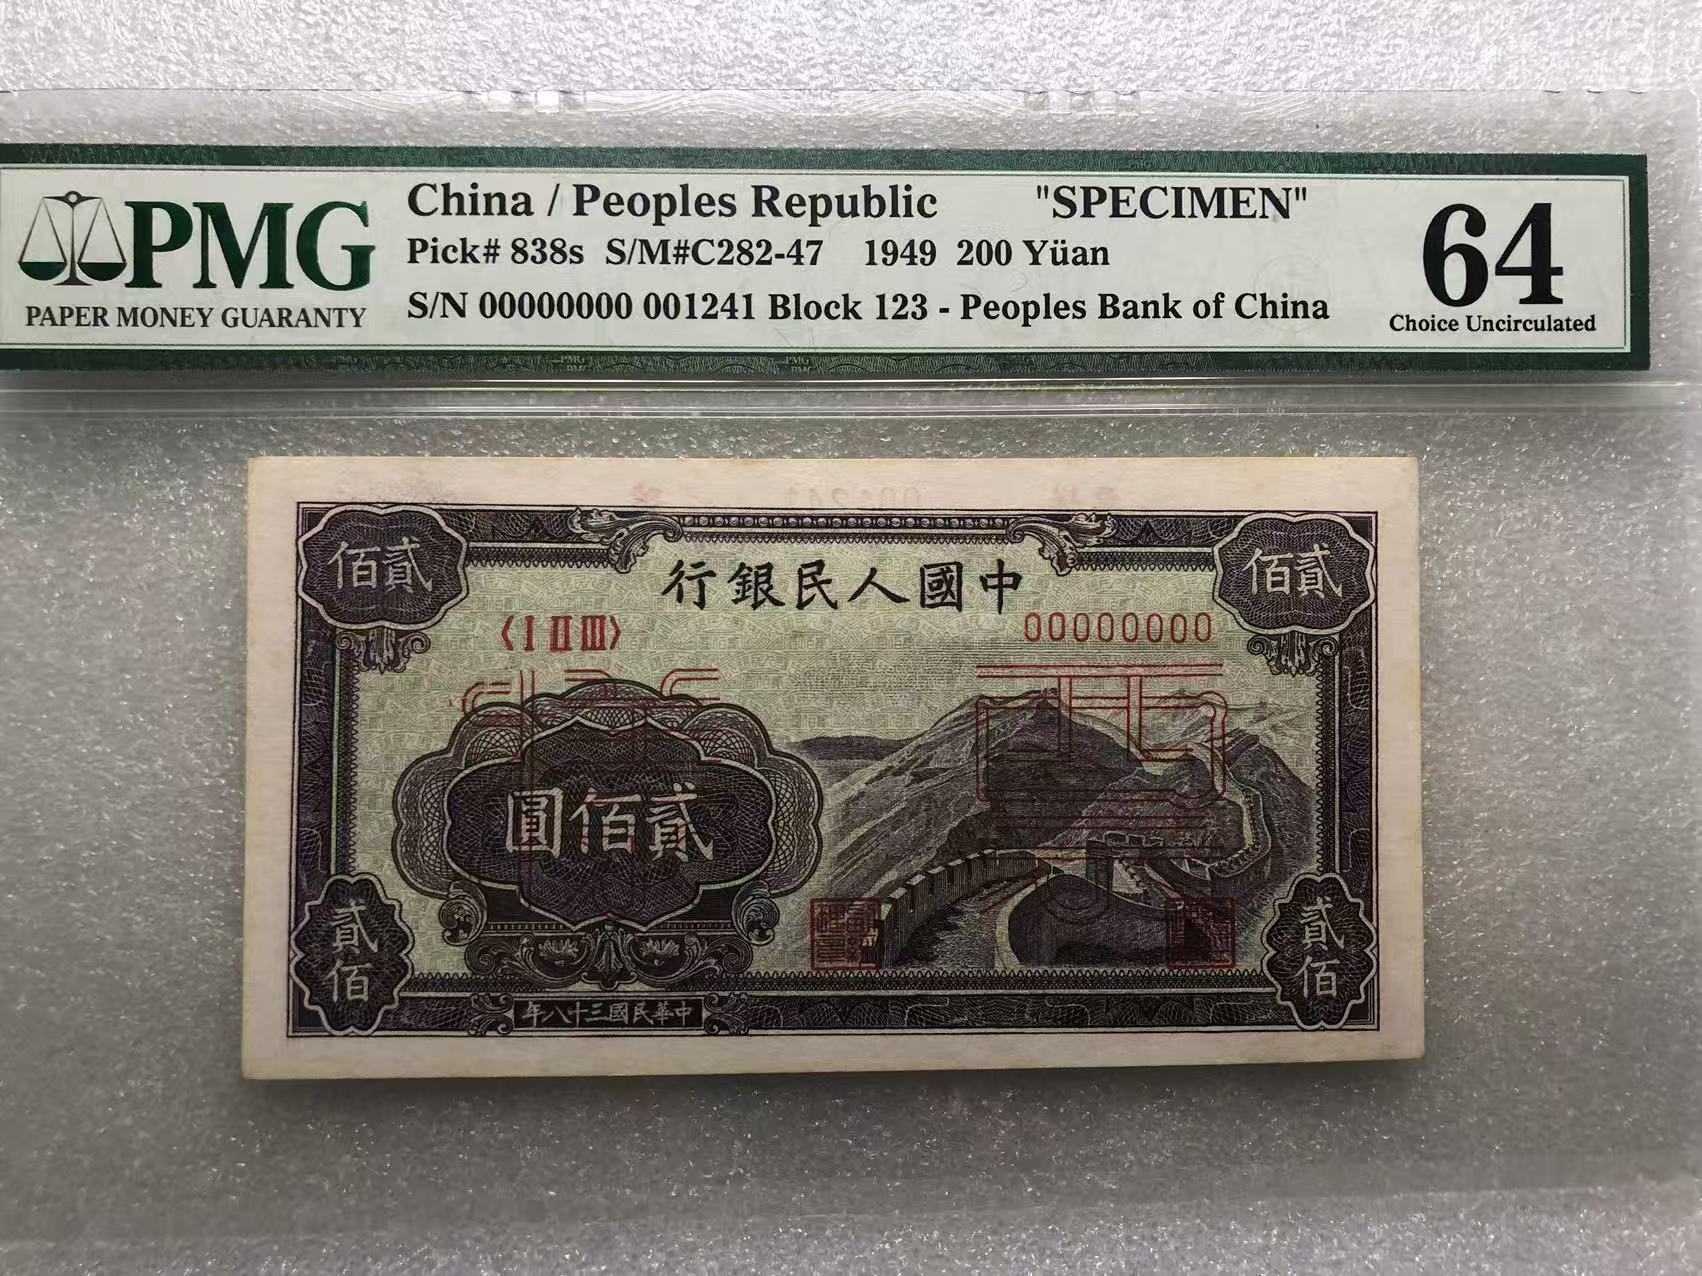 PMG
PAPER MONEY GUARANTY
China / Peoples Republic "SPECIMEN"
Pick# 838s S/M#C282-47 1949 200 Yüan
S/N 00000000 001241 Block 123 - Peoples Bank of China
64
Choice Uncirculated
佰貳
行銀民人國中
佰貳
〈I II III〉
00000000
圓佰貳
貳佰
貳佰
年八十三國民華中